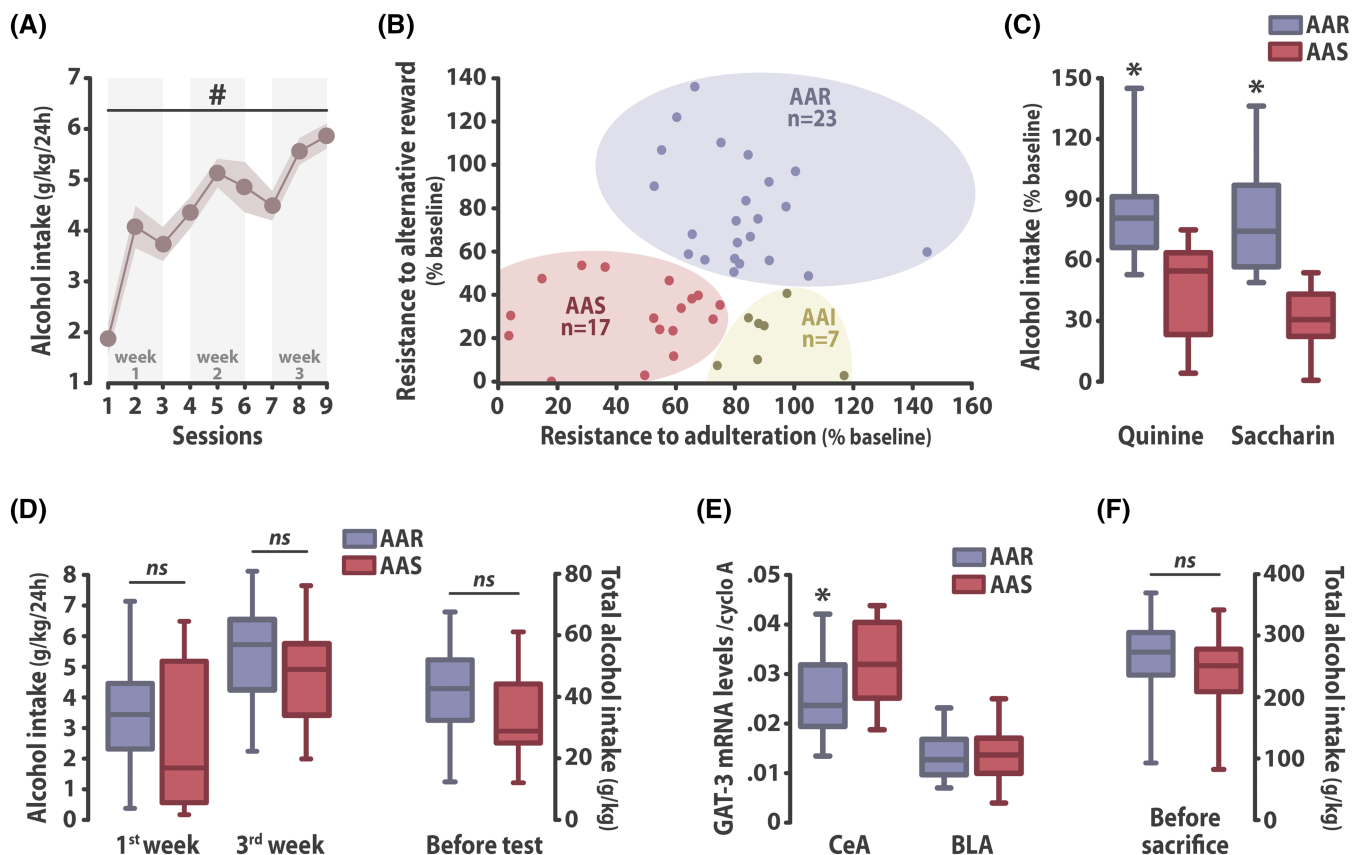 (A)
Alcohol intake (g/kg/24h)
7
6
5
4
3
2
1
#
week
1
week
2
week
3
1 2 3 4 5 6 7 8 9
Sessions
(B)
Resistance to alternative reward
(% baseline)
140
120
100
80
60
40
20
0
AAR
n=23
AAS
n=17
AAI
n=7
0 20 40 60 80 100 120 140 160
Resistance to adulteration (% baseline)
(C)
AAR
AAS
Alcohol intake (% baseline)
150
120
90
60
30
0
* *
Quinine Saccharin
(D)
AAR
AAS
Alcohol intake (g/kg/24h)
8
7
6
5
4
3
2
1
0
ns
ns
ns
80
60
40
20
0
Total alcohol intake (g/kg)
1st week 3rd week Before test
(E)
AAR
AAS
GAT-3 mRNA levels /cyclo A
.05
.04
.03
.02
.01
0
*
CeA BLA
(F)
ns
400
300
200
100
0
Total alcohol intake (g/kg)
Before
sacrifice